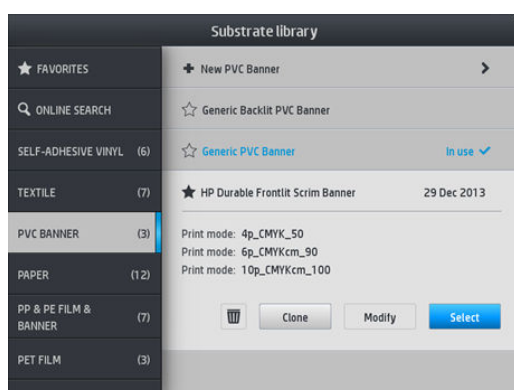 Substrate library
FAVORITES
ONLINE SEARCH
SELF-ADHESIVE VINYL (6)
TEXTILE (7)
PVC BANNER (3)
PAPER (12)
PP & PE FILM &
BANNER (7)
PET FILM (3)
New PVC Banner
Generic Backlit PVC Banner
Generic PVC Banner In use
HP Durable Frontlit Scrim Banner 29 Dec 2013
Print mode: 4p_CMYK_50
Print mode: 6p_CMYKcm_90
Print mode: 10p_CMYKcm_100
Clone Modify Select